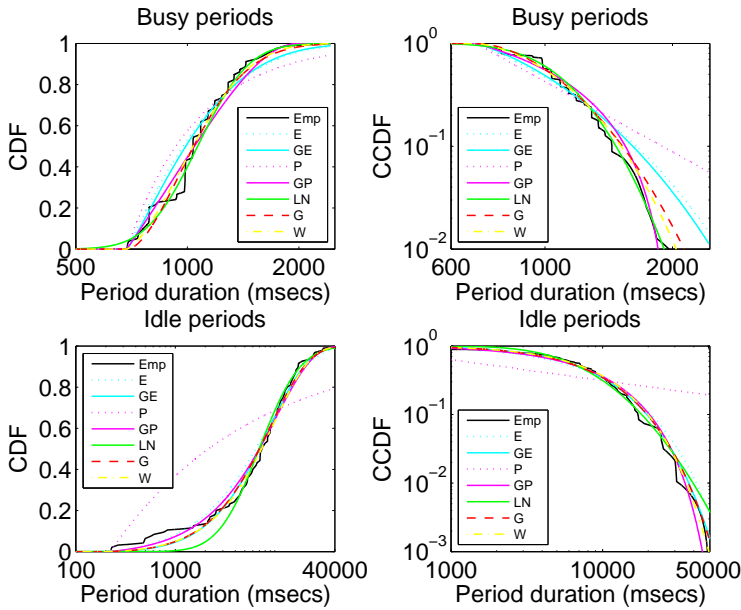 Busy periods
1
0.8
0.6
0.4
0.2
0
CDF
Emp
E
GE
P
GP
LN
G
W
500
1000
2000
Period duration (msecs)
Busy periods
10^0
10^-1
10^-2
CCDF
Emp
E
GE
P
GP
LN
G
W
600
1000
2000
Period duration (msecs)
Idle periods
1
0.8
0.6
0.4
0.2
0
CDF
Emp
E
GE
P
GP
LN
G
W
100
1000
40000
Period duration (msecs)
Idle periods
10^0
10^-1
10^-2
10^-3
CCDF
Emp
E
GE
P
GP
LN
G
W
1000
10000
50000
Period duration (msecs)